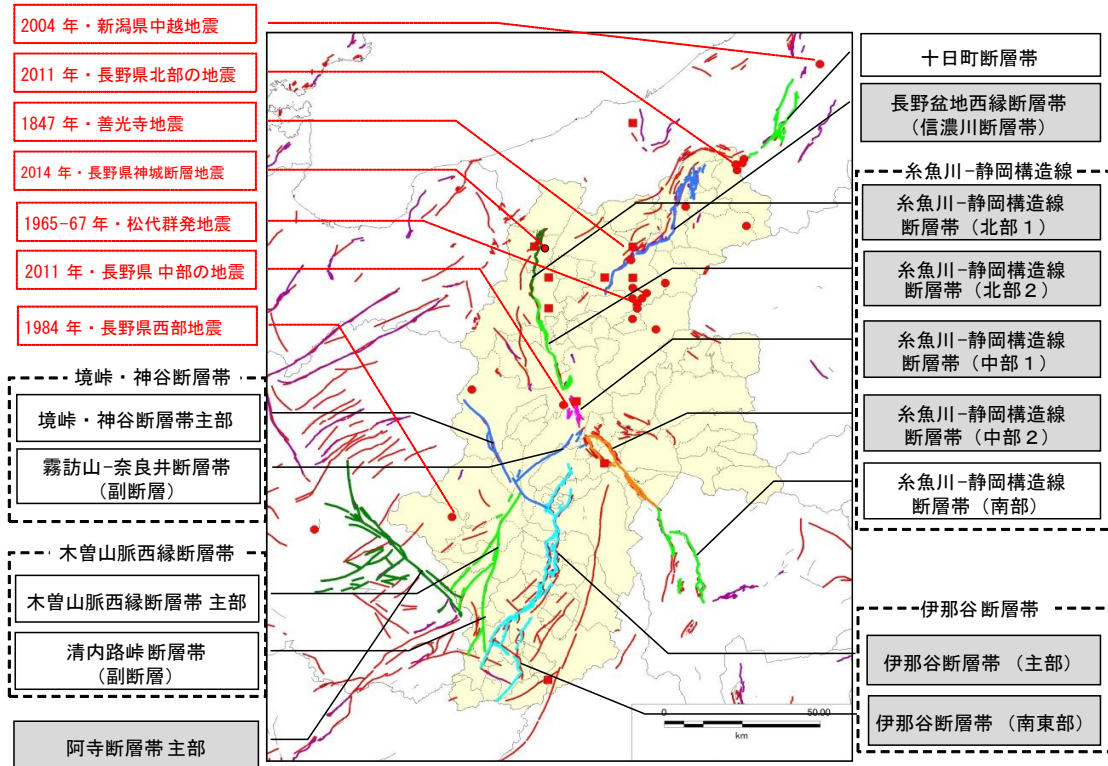 2004 年・新潟県中越地震
2011 年・長野県北部の地震
1847 年・善光寺地震
2014 年・長野県神城断層地震
1965-67 年・松代群発地震
2011 年・長野県 中部の地震
1984 年・長野県西部地震
境峠・神谷断層帯
境峠・神谷断層帯主部
霧訪山-奈良井断層帯
(副断層)
木曽山脈西縁断層帯
木曽山脈西縁断層帯 主部
清内路峠 断層帯
(副断層)
阿寺断層帯 主部
十日町断層帯
長野盆地西縁断層帯
(信濃川断層帯)
糸魚川-静岡構造線
糸魚川-静岡構造線
断層帯(北部1)
糸魚川-静岡構造線
断層帯(北部2)
糸魚川-静岡構造線
断層帯(中部1)
糸魚川-静岡構造線
断層帯(中部2)
糸魚川-静岡構造線
断層帯(南部)
伊那谷 断層帯
伊那谷断層帯 (主部)
伊那谷断層帯 (南東部)
0 50.00
km